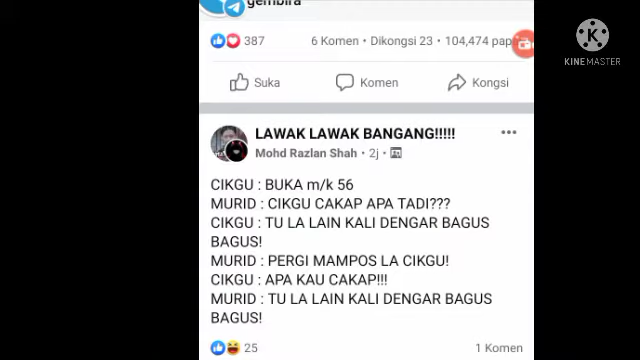 gembira
387
6 Komen • Dikongsi 23 • 104,474 pap
Suka
Komen
Kongsi
KINEMASTER
LAWAK LAWAK BANGANG!!!!!
Mohd Razlan Shah • 2j •
CIKGU : BUKA m/k 56
MURID : CIKGU CAKAP APA TADI???
CIKGU : TU LA LAIN KALI DENGAR BAGUS
BAGUS!
MURID : PERGI MAMPOS LA CIKGU!
CIKGU : APA KAU CAKAP!!!
MURID : TU LA LAIN KALI DENGAR BAGUS
BAGUS!
25
1 Komen